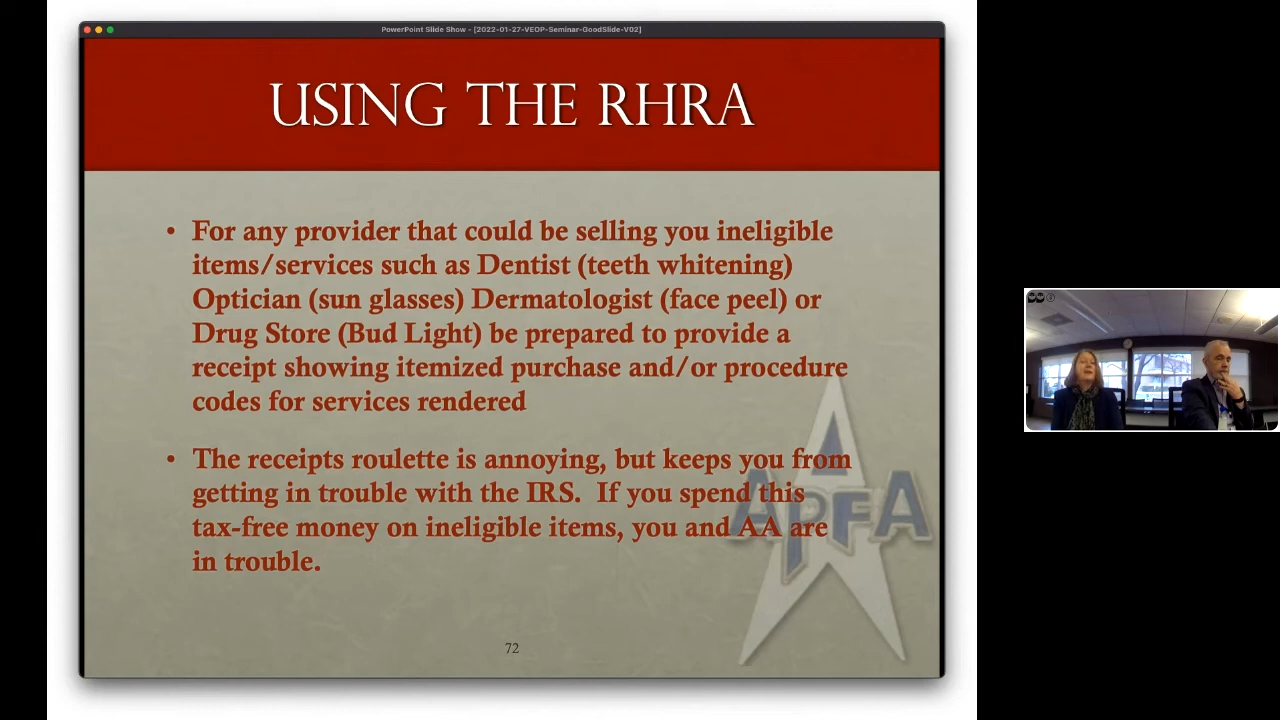 PowerPoint Slide Show - [2022-01-27-VEOP-Seminar-GoodSlide-V02]
USING THE RHRA
• For any provider that could be selling you ineligible
items/services such as Dentist (teeth whitening)
Optician (sun glasses) Dermatologist (face peel) or
Drug Store (Bud Light) be prepared to provide a
receipt showing itemized purchase and/or procedure
codes for services rendered
• The receipts roulette is annoying, but keeps you from
getting in trouble with the IRS.  If you spend this
tax-free money on ineligible items, you and AA are
in trouble.
APFA
72